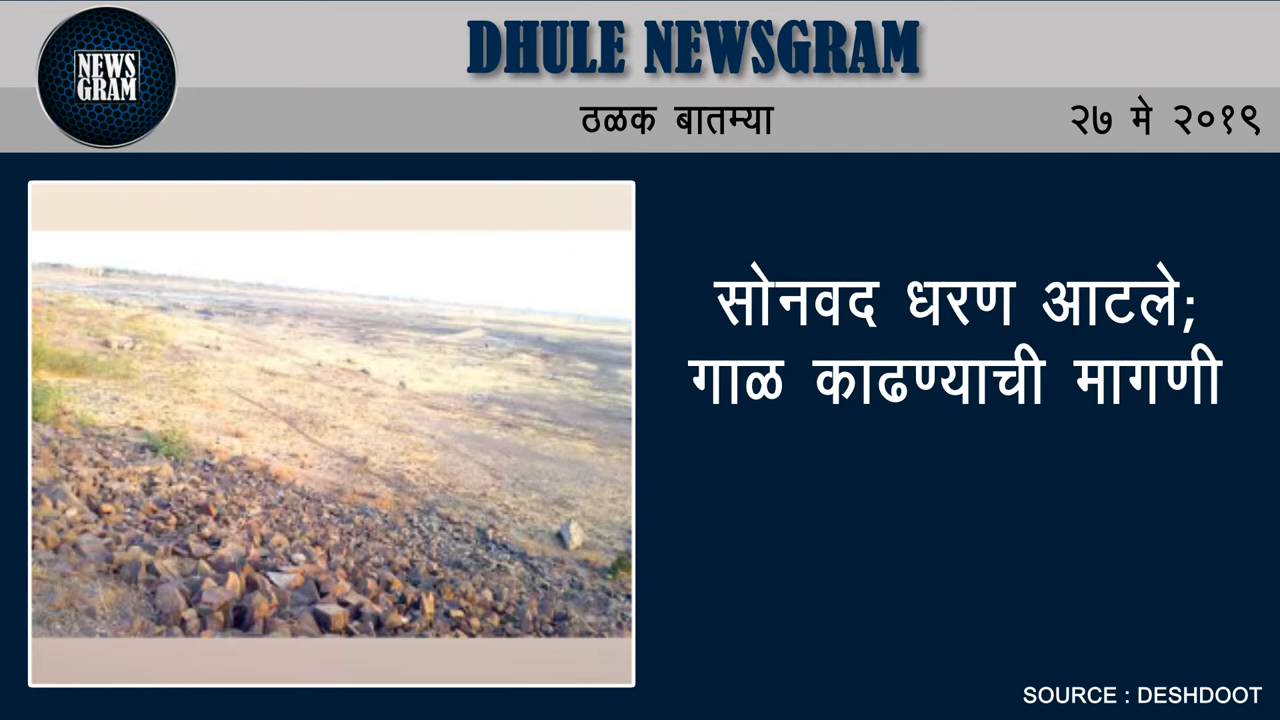 NEWS
GRAM
DHULE NEWSGRAM
ठळक बातम्या
२७ मे २०१९
सोनवद धरण आटले;
गाळ काढण्याची मागणी
SOURCE : DESHDOOT